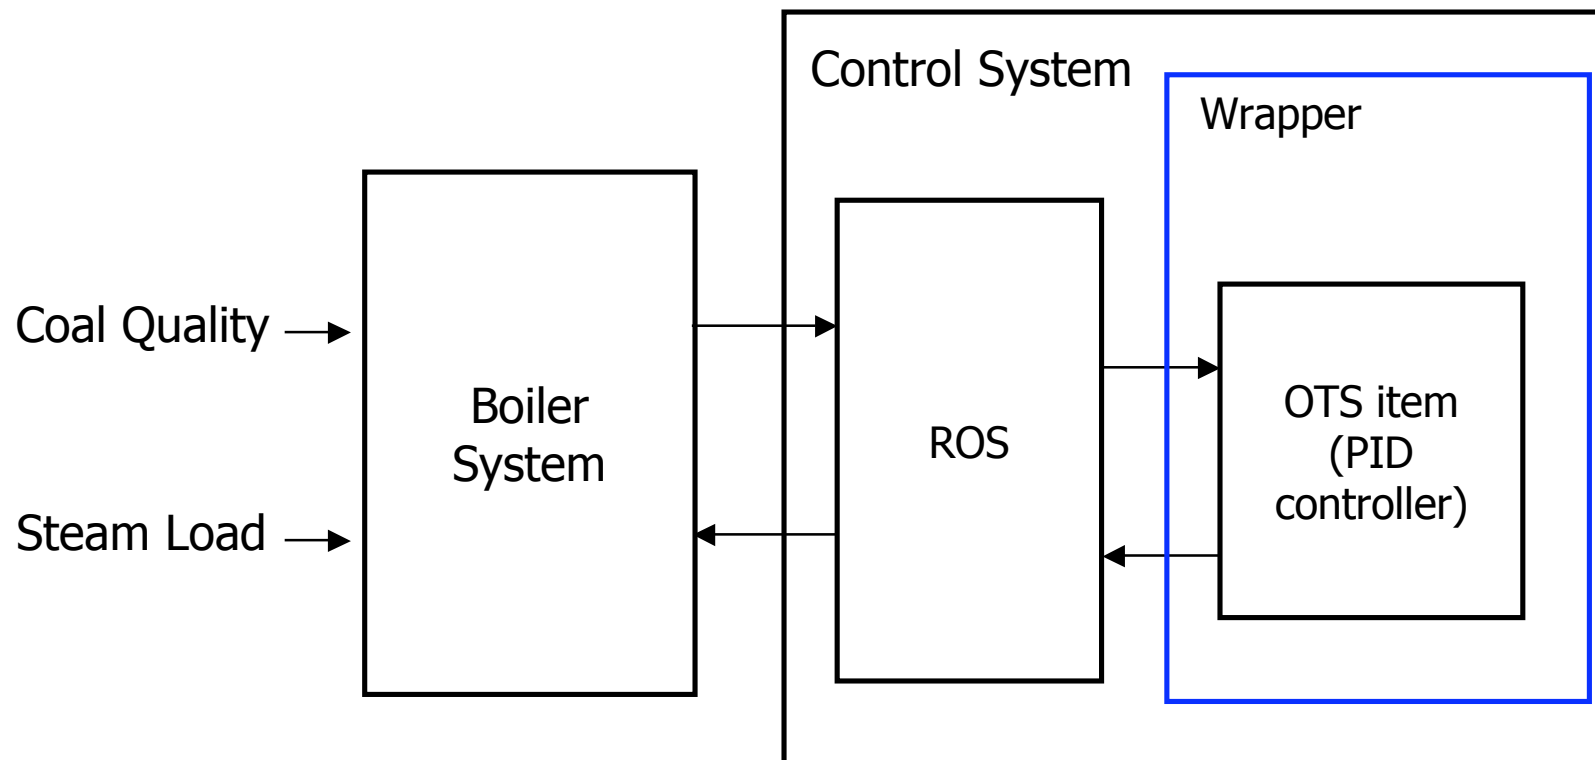 Control System
Wrapper
Coal Quality
Steam Load
Boiler
System
ROS
OTS item
(PID
controller)